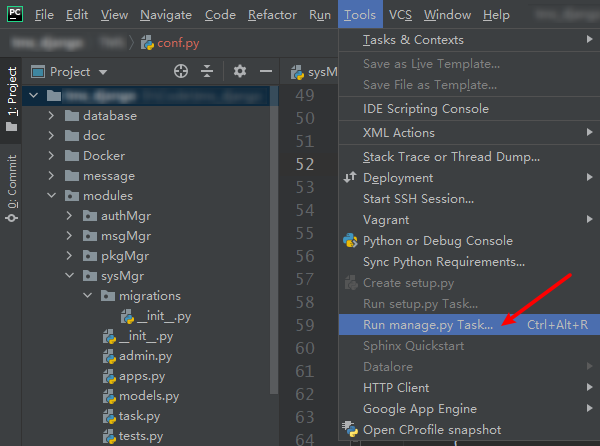 PC File Edit View Navigate Code Refactor Run Tools VCS Window Help
conf.py
Project
sysM
1: Project
0: Commit
database
doc
Docker
message
modules
authMgr
msgMgr
pkgMgr
sysMgr
migrations
__init__.py
__init__.py
admin.py
apps.py
models.py
task.py
tests.py
49
50
51
52
53
54
55
56
57
58
59
60
61
62
63
64
Tasks & Contexts
Save as Live Template...
Save File as Template...
IDE Scripting Console
XML Actions
Stack Trace or Thread Dump...
Deployment
Start SSH Session...
Vagrant
Python or Debug Console
Sync Python Requirements...
Create setup.py
Run setup.py Task...
Run manage.py Task... Ctrl+Alt+R
Sphinx Quickstart
Datalore
HTTP Client
Google App Engine
Open CProfile snapshot